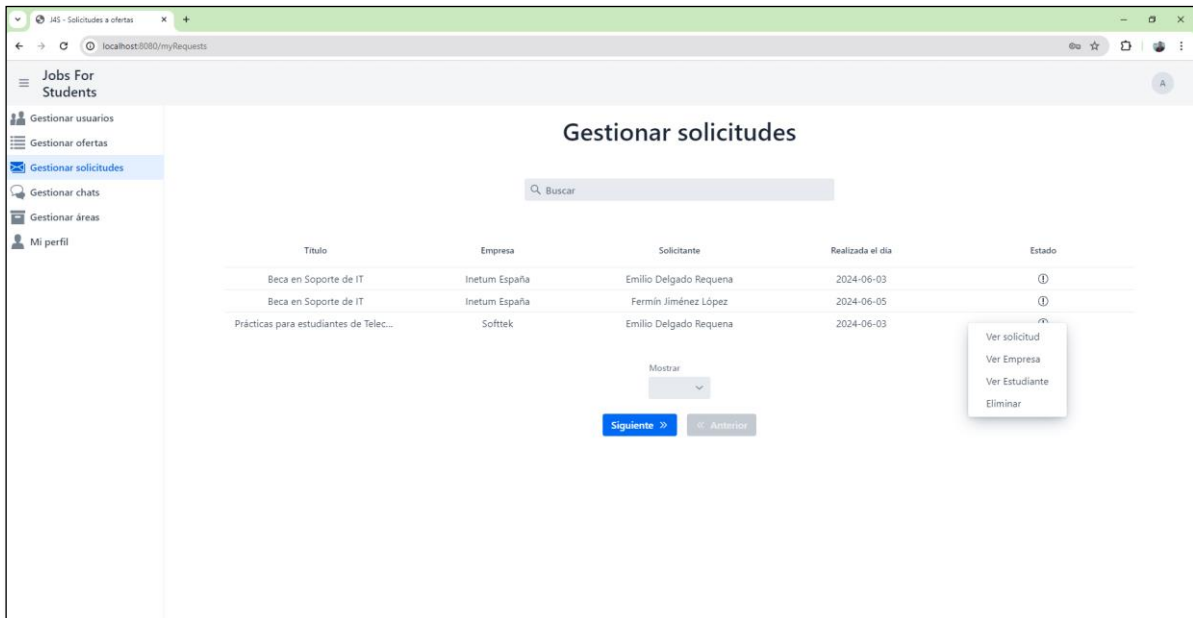 J4S - Solicitudes a ofertas
localhost:8080/myRequests
Jobs For
Students
A
Gestionar usuarios
Gestionar ofertas
Gestionar solicitudes
Gestionar chats
Gestionar áreas
Mi perfil
Gestionar solicitudes
Buscar
Título Empresa Solicitante Realizada el día Estado
Beca en Soporte de IT Inetum España Emilio Delgado Requena 2024-06-03
Beca en Soporte de IT Inetum España Fermín Jiménez López 2024-06-05
Prácticas para estudiantes de Telec... Softtek Emilio Delgado Requena 2024-06-03
Ver solicitud
Ver Empresa
Ver Estudiante
Eliminar
Mostrar
Siguiente » « Anterior